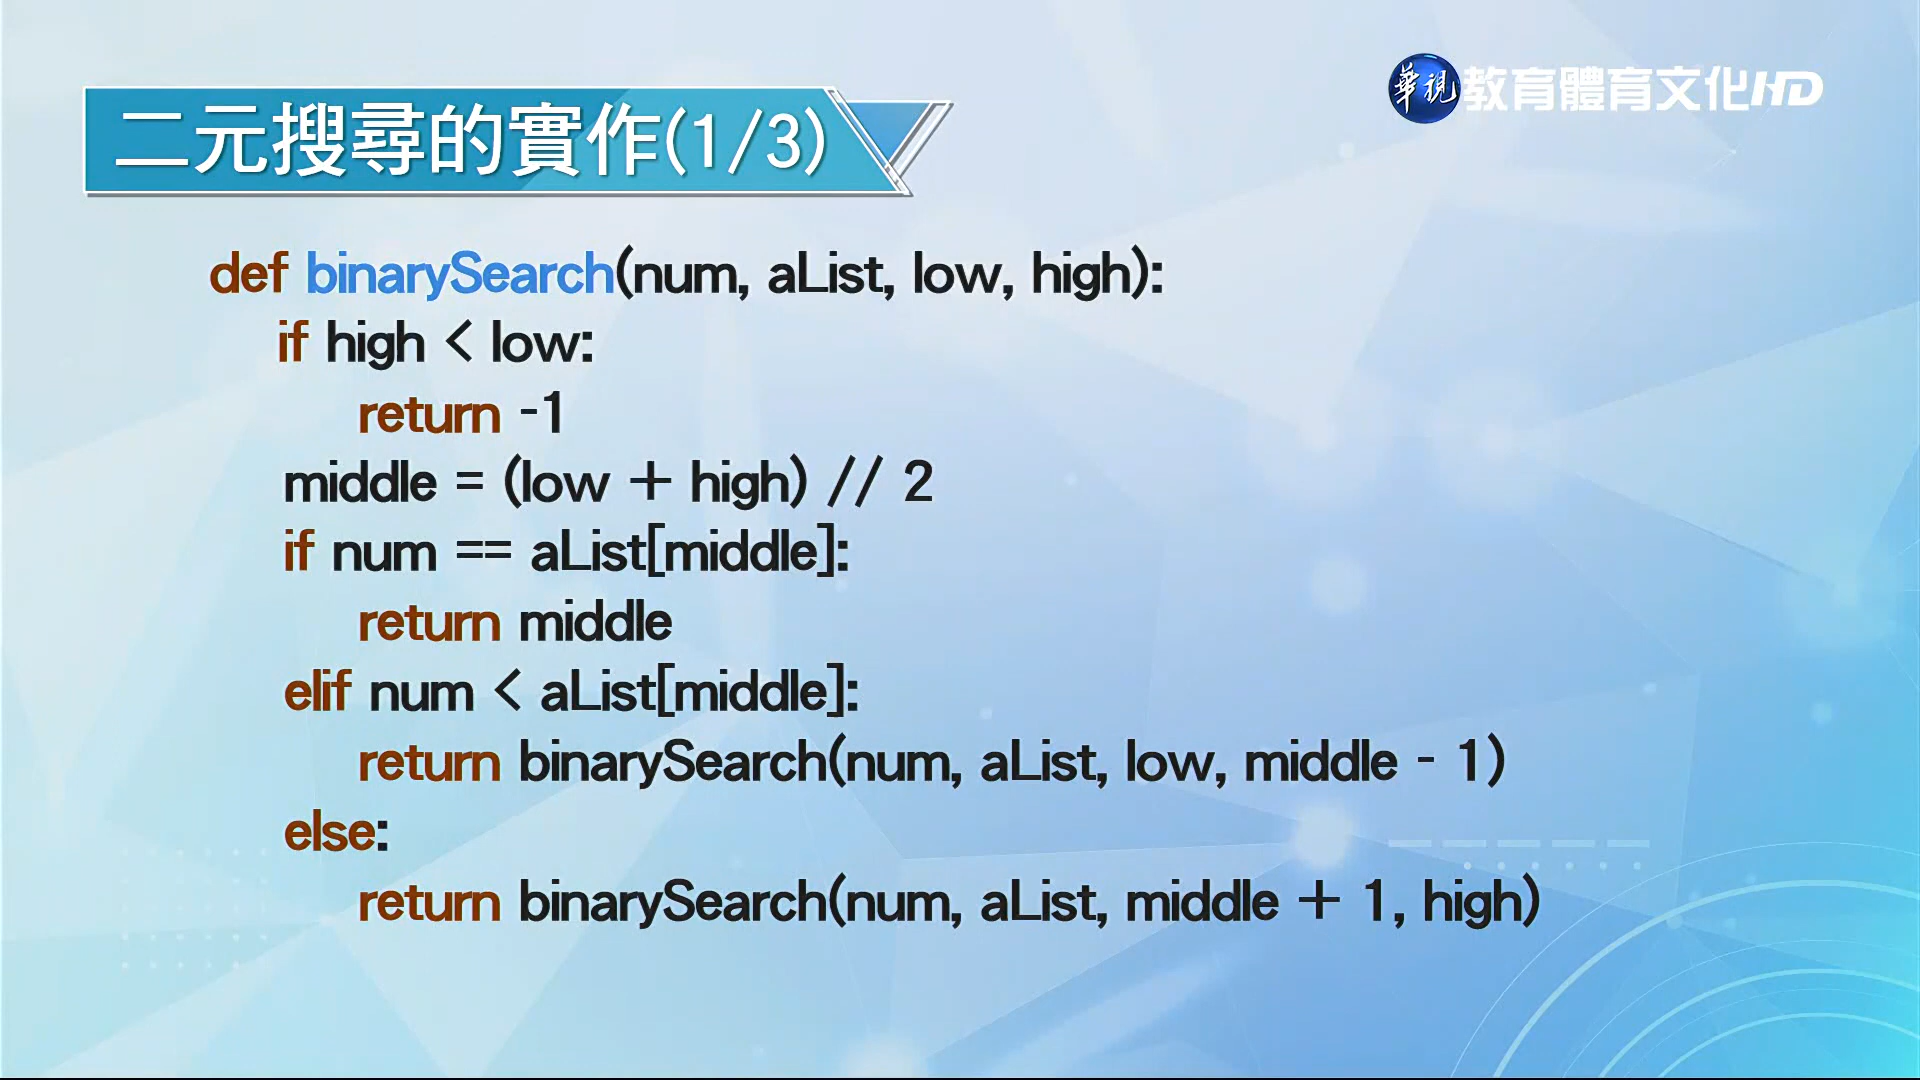 華視 教育體育文化HD
二元搜尋的實作(1/3)
def binarySearch(num, aList, low, high):
if high < low:
return -1
middle = (low + high) // 2
if num == aList[middle]:
return middle
elif num < aList[middle]:
return binarySearch(num, aList, low, middle - 1)
else:
return binarySearch(num, aList, middle + 1, high)